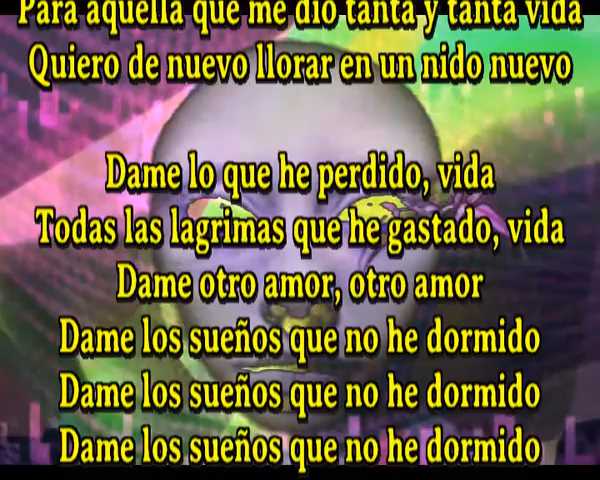 Para aquella que me dio tanta y tanta vida
Quiero de nuevo llorar en un nido nuevo
Dame lo que he perdido, vida
Todas las lagrimas que he gastado, vida
Dame otro amor, otro amor
Dame los sueños que no he dormido
Dame los sueños que no he dormido
Dame los sueños que no he dormido